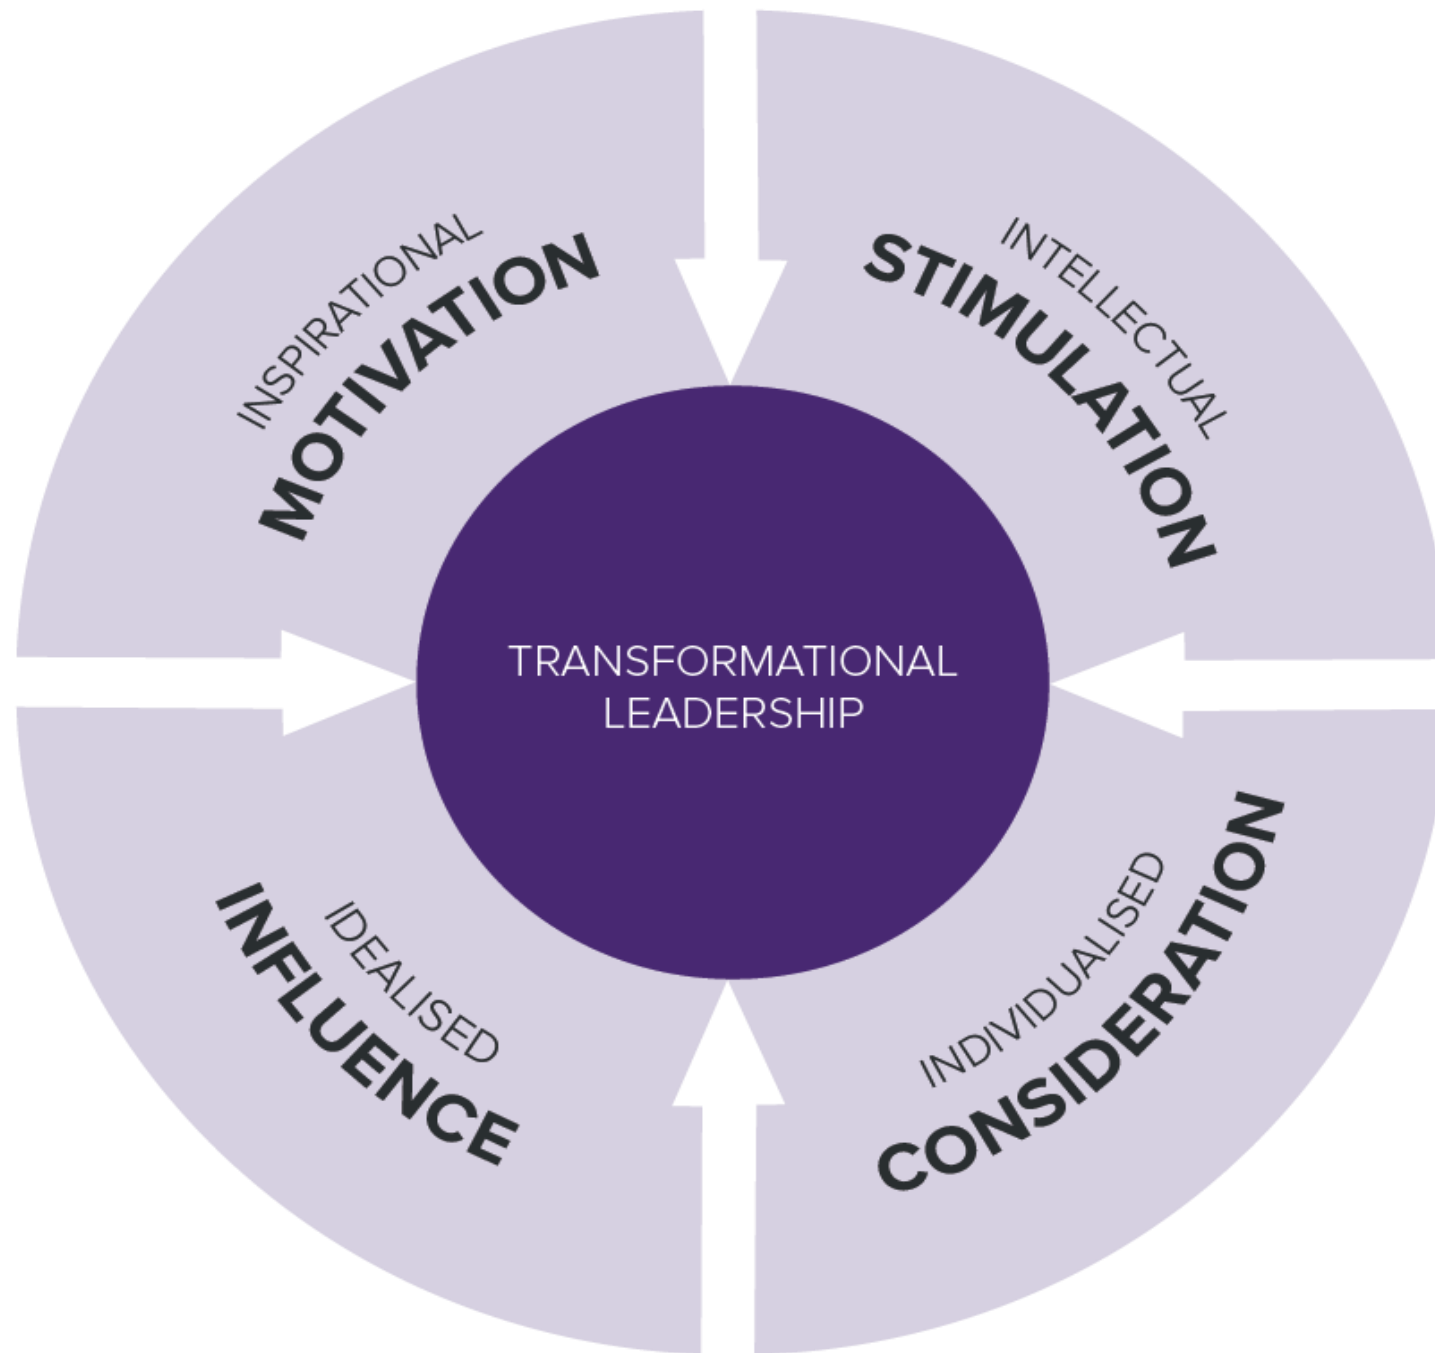 INSPIRATIONAL
MOTIVATION
INTELLECTUAL
STIMULATION
TRANSFORMATIONAL
LEADERSHIP
IDEALISED
INFLUENCE
INDIVIDUALISED
CONSIDERATION